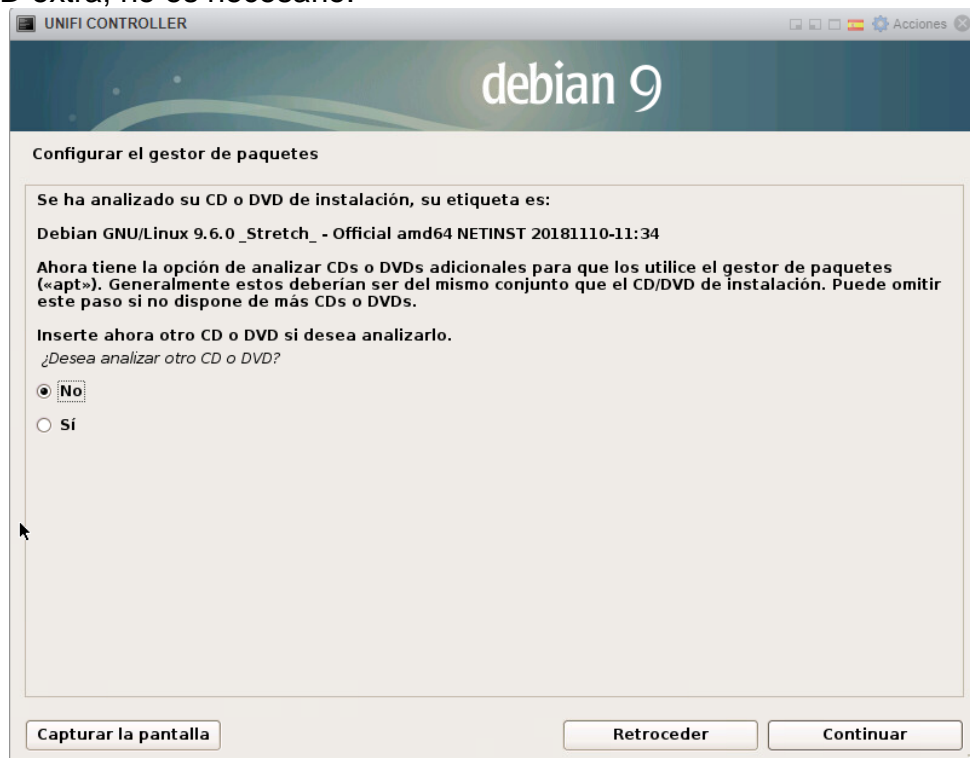 D extra, no es necesario.
UNIFI CONTROLLER
Acciones
debian 9
Configurar el gestor de paquetes
Se ha analizado su CD o DVD de instalación, su etiqueta es:
Debian GNU/Linux 9.6.0 _Stretch_ - Official amd64 NETINST 20181110-11:34
Ahora tiene la opción de analizar CDs o DVDs adicionales para que los utilice el gestor de paquetes
(«apt»). Generalmente estos deberían ser del mismo conjunto que el CD/DVD de instalación. Puede omitir
este paso si no dispone de más CDs o DVDs.
Inserte ahora otro CD o DVD si desea analizarlo.
¿Desea analizar otro CD o DVD?
No
Sí
Capturar la pantalla
Retroceder
Continuar